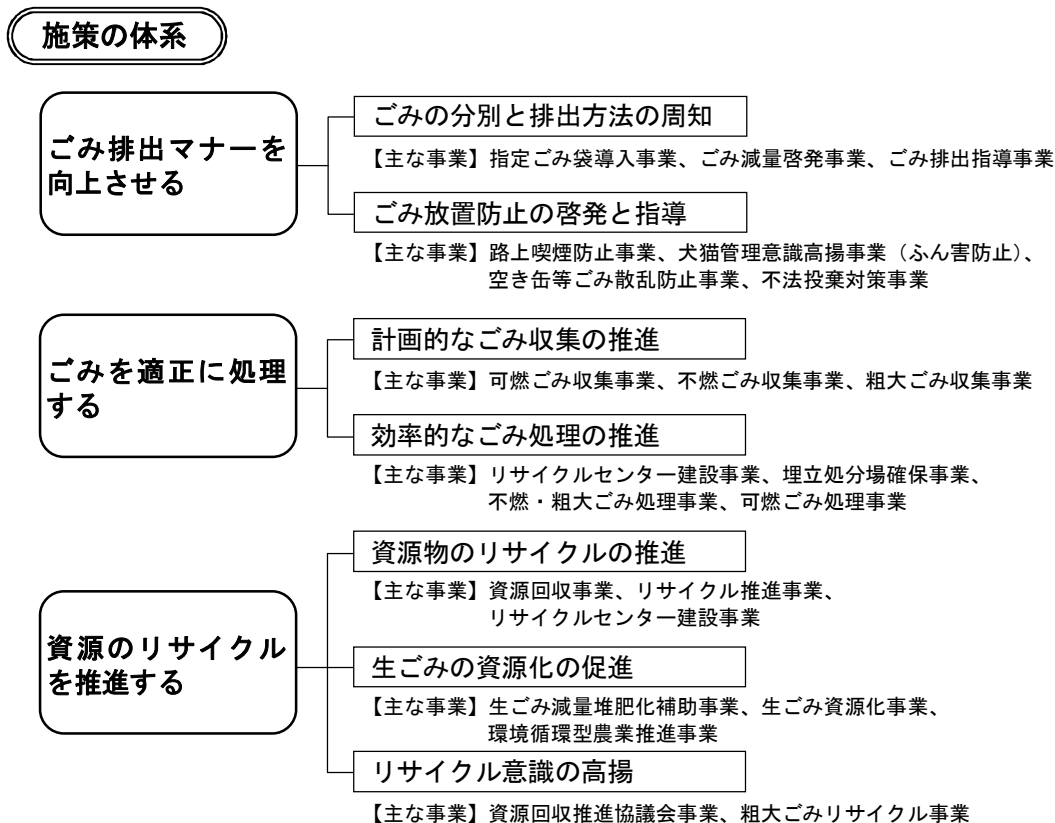 施策の体系
ごみ排出マナーを
向上させる
ごみの分別と排出方法の周知
【主な事業】指定ごみ袋導入事業、ごみ減量啓発事業、ごみ排出指導事業
ごみ放置防止の啓発と指導
【主な事業】路上喫煙防止事業、犬猫管理意識高揚事業（ふん害防止）、
空き缶等ごみ散乱防止事業、不法投棄対策事業
ごみを適正に処理
する
計画的なごみ収集の推進
【主な事業】可燃ごみ収集事業、不燃ごみ収集事業、粗大ごみ収集事業
効率的なごみ処理の推進
【主な事業】リサイクルセンター建設事業、埋立処分場確保事業、
不燃・粗大ごみ処理事業、可燃ごみ処理事業
資源のリサイクル
を推進する
資源物のリサイクルの推進
【主な事業】資源回収事業、リサイクル推進事業、
リサイクルセンター建設事業
生ごみの資源化の促進
【主な事業】生ごみ減量堆肥化補助事業、生ごみ資源化事業、
環境循環型農業推進事業
リサイクル意識の高揚
【主な事業】資源回収推進協議会事業、粗大ごみリサイクル事業